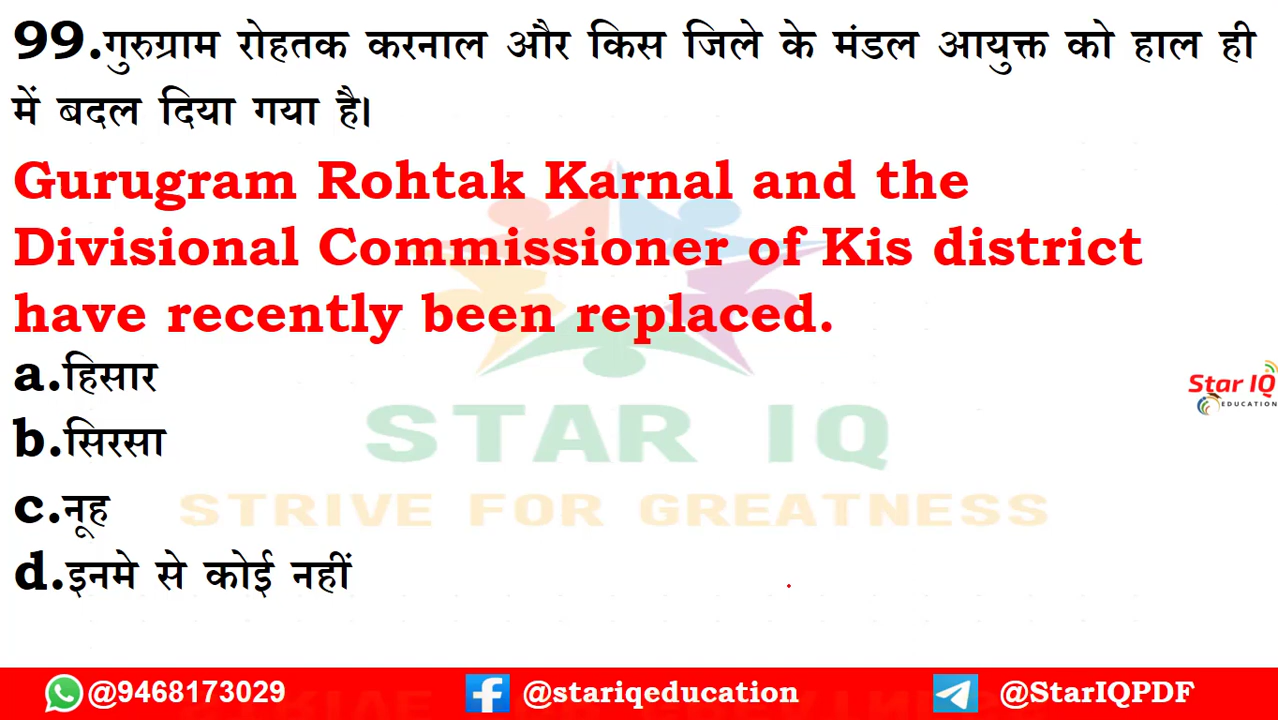 99.गुरुग्राम रोहतक करनाल और किस जिले के मंडल आयुक्त को हाल ही
में बदल दिया गया है।
Gurugram Rohtak Karnal and the
Divisional Commissioner of Kis district
have recently been replaced.
a.हिसार
b.सिरसा
c.नूह
d.इनमे से कोई नहीं
Star IQ
EDUCATION
STAR IQ
STRIVE FOR GREATNESS
@9468173029
@stariqeducation
@StarIQPDF